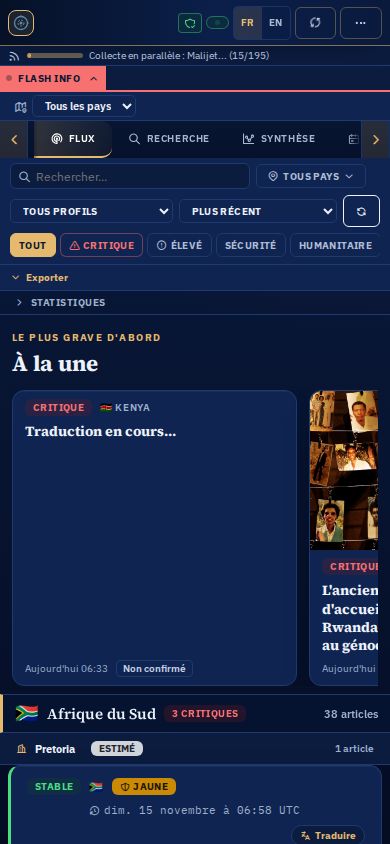 FR EN
Collecte en parallèle : Malijet... (15/195)
FLASH INFO
Tous les pays
FLUX RECHERCHE SYNTHÈSE
Rechercher... TOUS PAYS
TOUS PROFILS PLUS RÉCENT
TOUT CRITIQUE ÉLEVÉ SÉCURITÉ HUMANITAIRE
Exporter
STATISTIQUES
LE PLUS GRAVE D'ABORD
À la une
CRITIQUE KENYA
Traduction en cours...
Aujourd'hui 06:33 Non confirmé
CRITIQUE
L'ancien
d'accuei
Rwanda
au génoc
Aujourd'hui
Afrique du Sud 3 CRITIQUES 38 articles
Pretoria ESTIMÉ 1 article
STABLE JAUNE
dim. 15 novembre à 06:58 UTC
Traduire